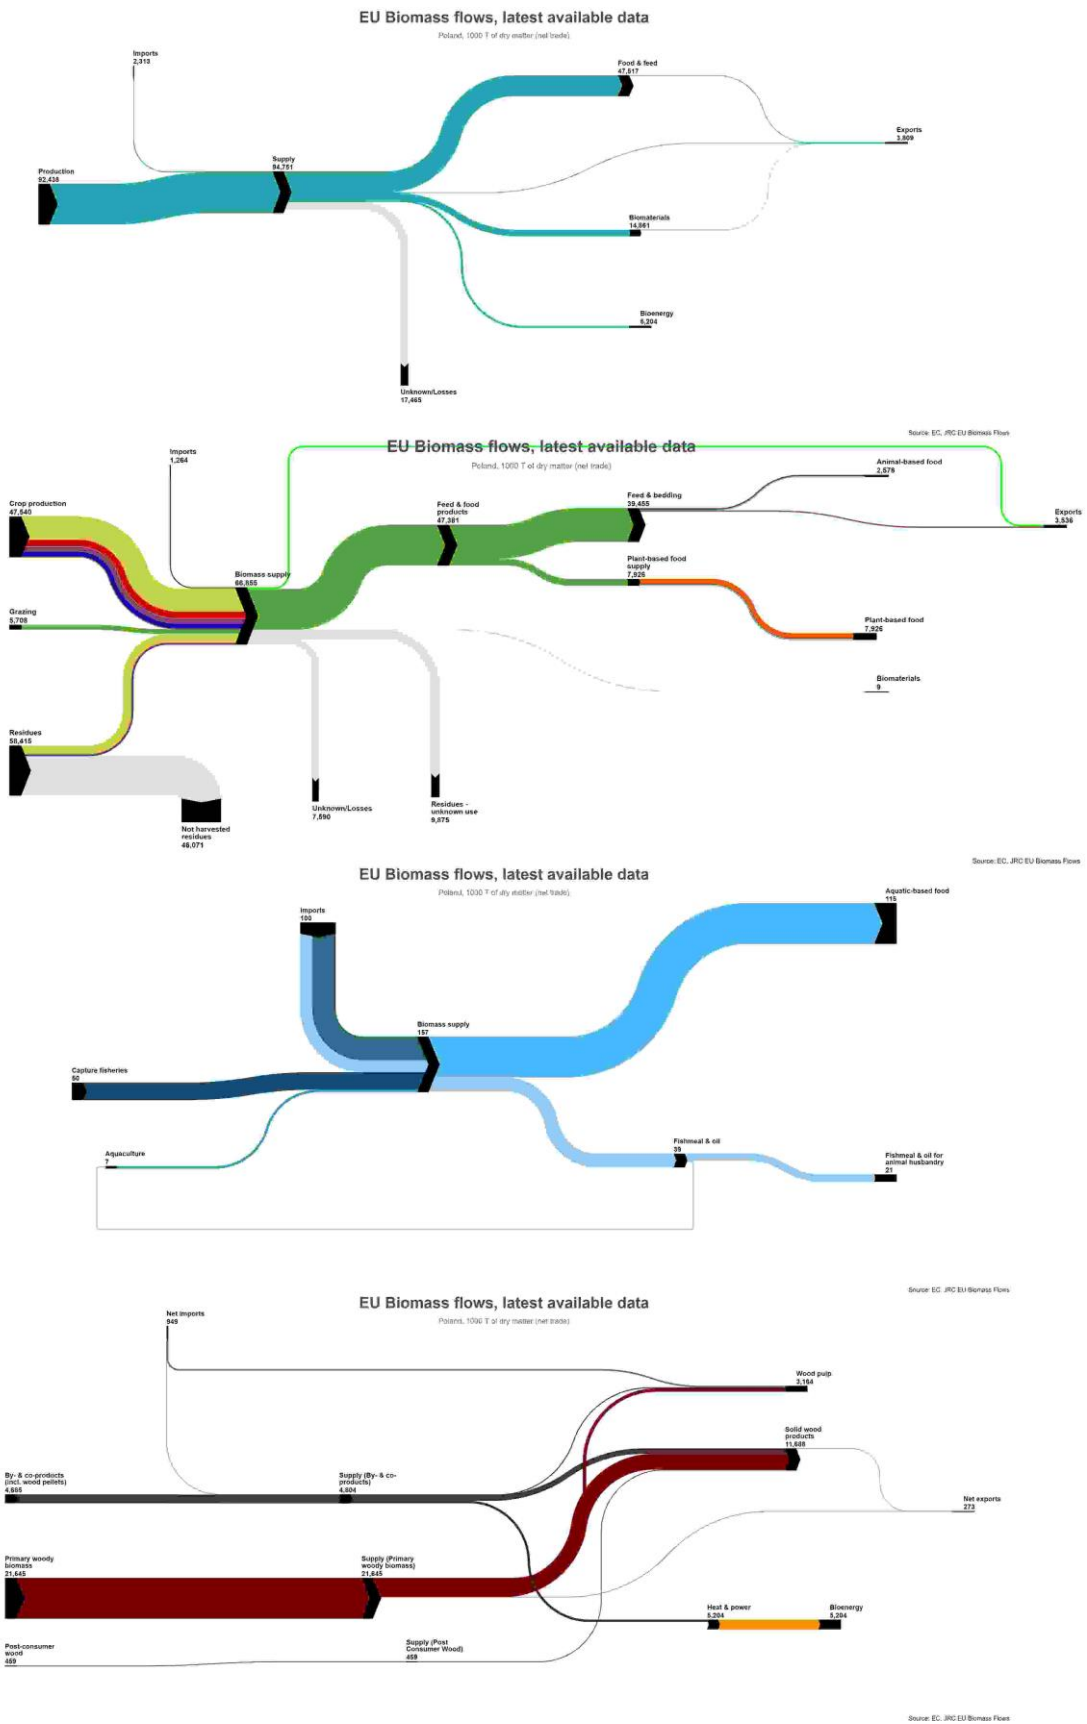 EU Biomass flows, latest available data
Poland, 1000 T of dry matter (net trade)
Imports
2,313
Food & feed
47,517
Exports
3,809
Supply
94,751
Production
92,438
Biomaterials
14,861
Bioenergy
Unknown/Losses
17,465
Source: EC, JRC EU Biomass Flows
EU Biomass flows, latest available data
Poland, 1000 T of dry matter (net trade)
Imports
1,264
Animal-based food
2,579
Crop production
47,540
Feed & food
products
47,381
Feed & bedding
39,455
Exports
3,536
Biomass supply
66,855
Plant-based food
supply
7,926
Grazing
5,708
Plant-based food
7,926
Biomaterials
9
Residues
58,415
Unknown/Losses
7,590
Residues -
unknown use
9,875
Not harvested
residues
46,071
Source: EC, JRC EU Biomass Flows
EU Biomass flows, latest available data
Poland, 1000 T of dry matter (net trade)
Aquatic-based food
115
Imports
100
Biomass supply
157
Capture fisheries
50
Aquaculture
7
Fishmeal & oil
39
Fishmeal & oil for
animal husbandry
21
Source: EC, JRC EU Biomass Flows
EU Biomass flows, latest available data
Poland, 1000 T of dry matter (net trade)
Net imports
949
Wood pulp
3,164
Solid wood
products
11,688
By- & co-products
(incl. wood pellets)
Supply (By- & co-
products)
4,804
Net exports
273
Primary woody
biomass
21,645
Supply (Primary
woody biomass)
21,645
Heat & power
5,204
Bioenergy
5,204
Post-consumer
wood
459
Supply (Post
Consumer Wood)
459
Source: EC, JRC EU Biomass Flows